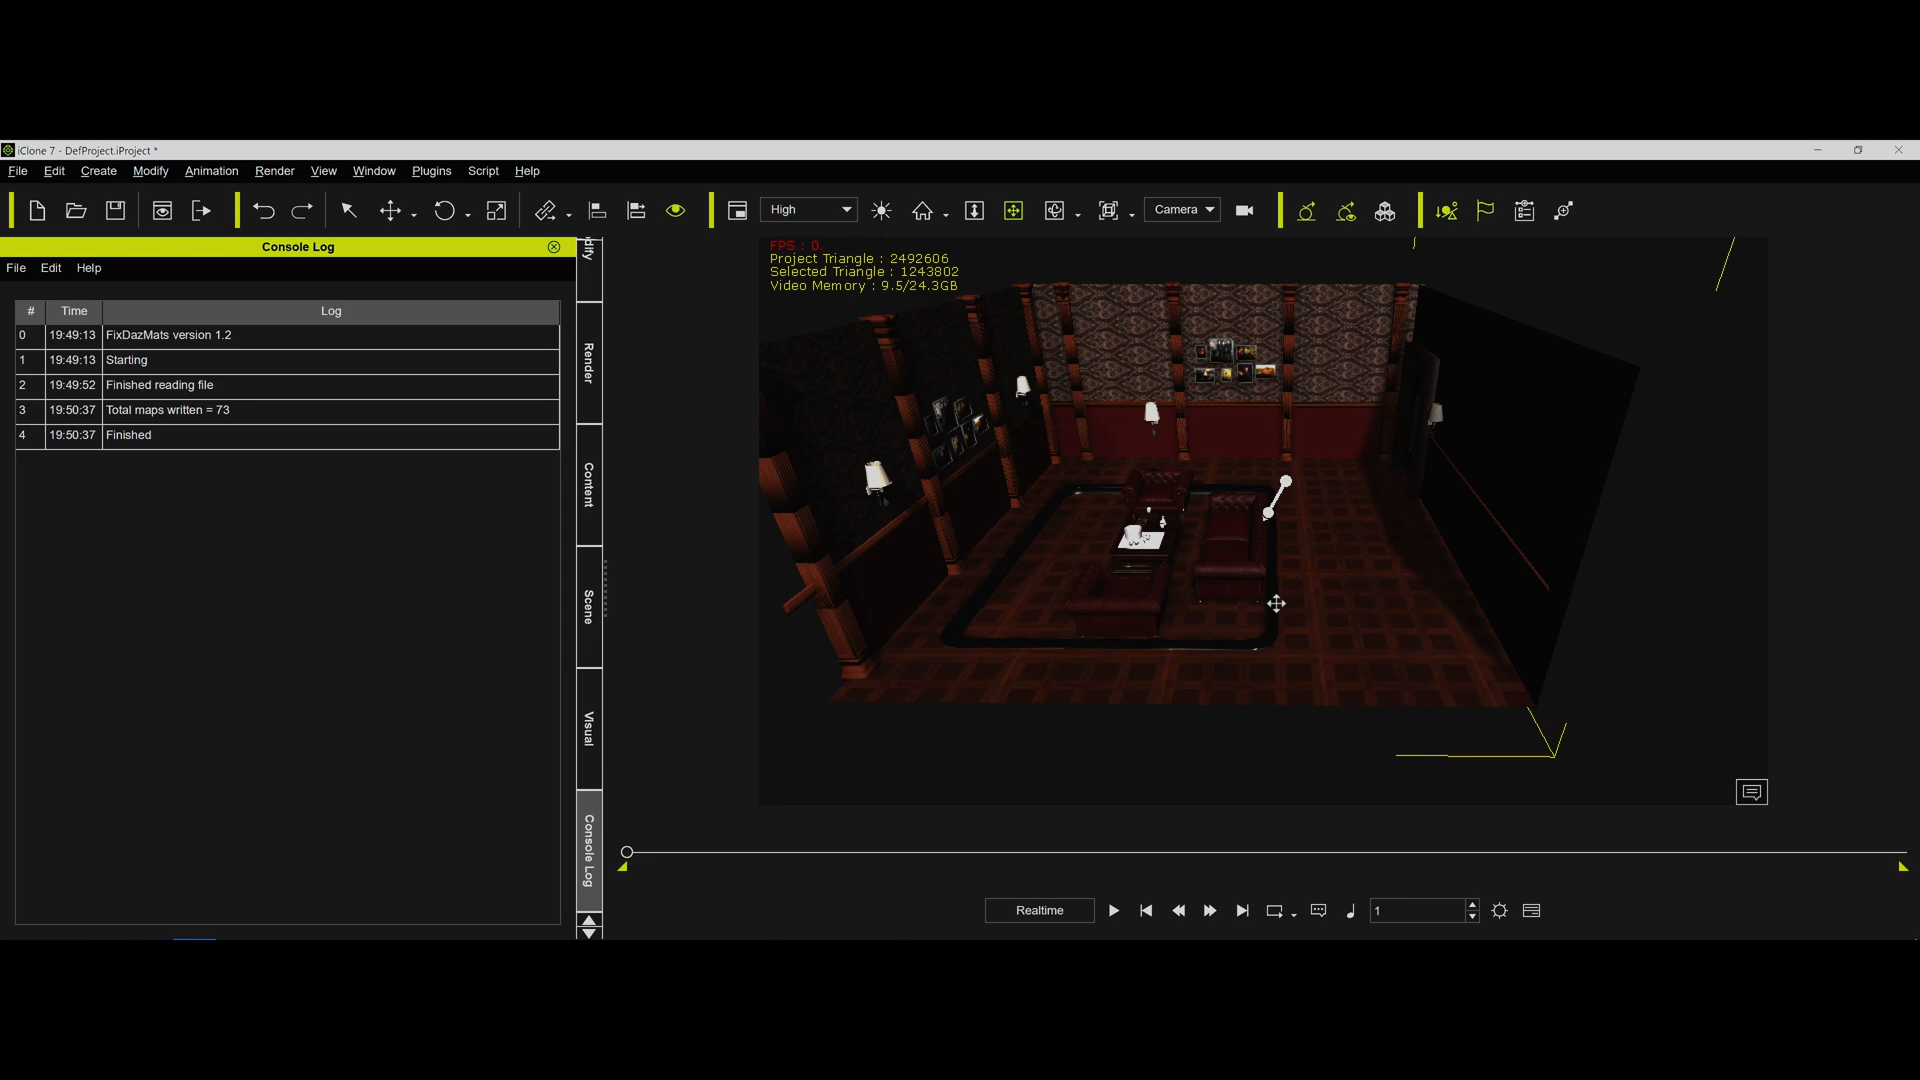 iClone 7 - DefProject.iProject *
File Edit Create Modify Animation Render View Window Plugins Script Help
High
Camera
Console Log
File Edit Help
# Time Log
0 19:49:13 FixDazMats version 1.2
1 19:49:13 Starting
2 19:49:52 Finished reading file
3 19:50:37 Total maps written = 73
4 19:50:37 Finished
dify
Render
Content
Scene
Visual
Console Log
FPS : 0.
Project Triangle : 2492606
Selected Triangle : 1243802
Video Memory : 9.5/24.3GB
Realtime
1